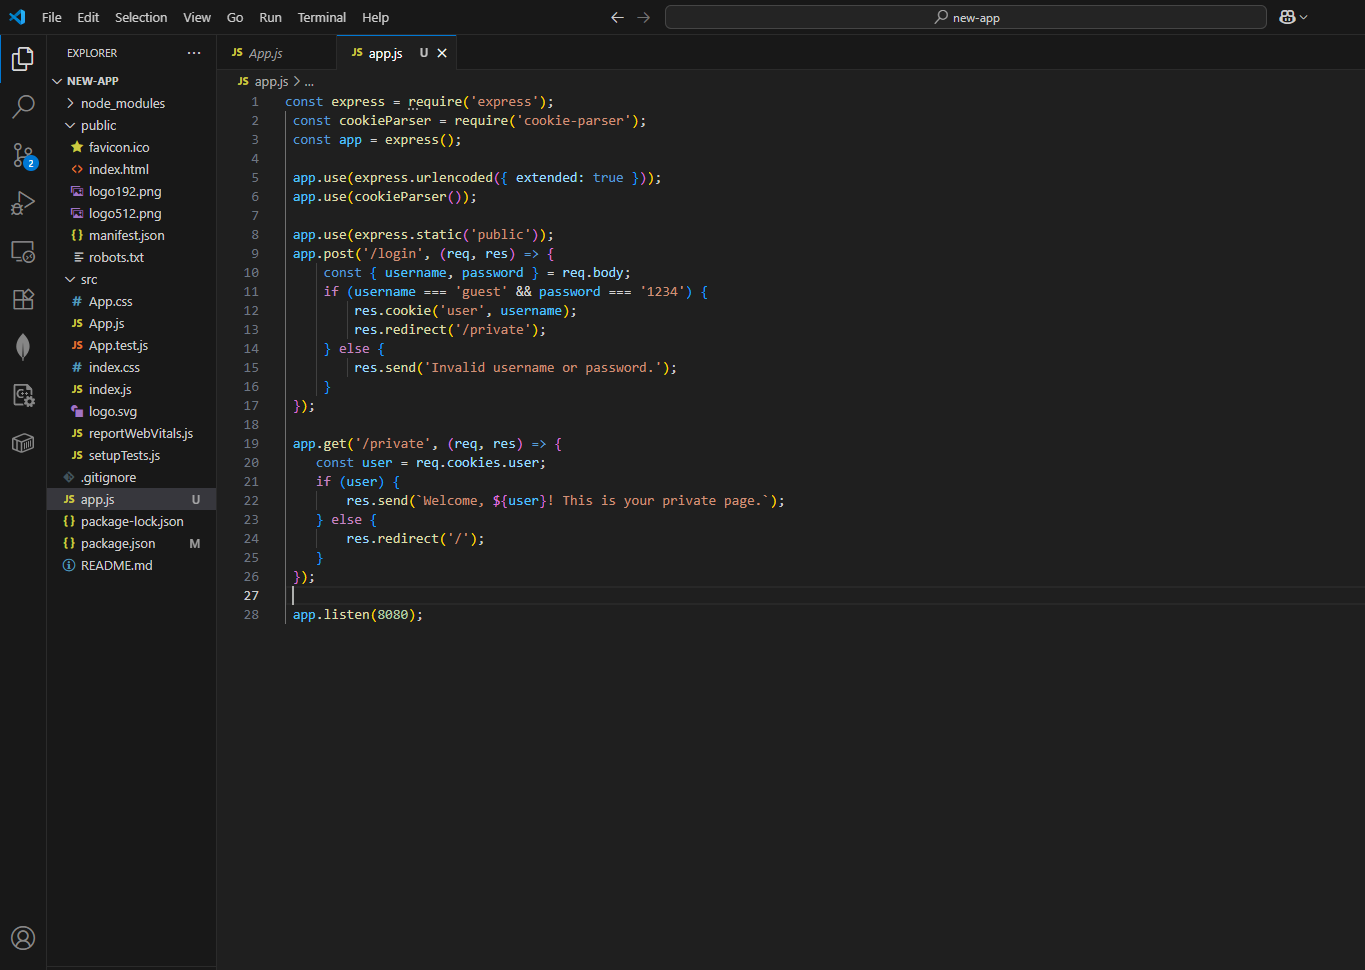 File Edit Selection View Go Run Terminal Help
new-app
EXPLORER ...
NEW-APP
node_modules
public
favicon.ico
index.html
logo192.png
logo512.png
manifest.json
robots.txt
src
App.css
App.js
App.test.js
index.css
index.js
logo.svg
reportWebVitals.js
setupTests.js
.gitignore
app.js U
package-lock.json
package.json M
README.md
2
JS App.js
JS app.js U
JS app.js > ...
1 const express = require('express');
2 const cookieParser = require('cookie-parser');
3 const app = express();
4
5 app.use(express.urlencoded({ extended: true }));
6 app.use(cookieParser());
7
8 app.use(express.static('public'));
9 app.post('/login', (req, res) => {
10 const { username, password } = req.body;
11 if (username === 'guest' && password === '1234') {
12 res.cookie('user', username);
13 res.redirect('/private');
14 } else {
15 res.send('Invalid username or password.');
16 }
17 });
18
19 app.get('/private', (req, res) => {
20 const user = req.cookies.user;
21 if (user) {
22 res.send(`Welcome, ${user}! This is your private page.`);
23 } else {
24 res.redirect('/');
25 }
26 });
27
28 app.listen(8080);